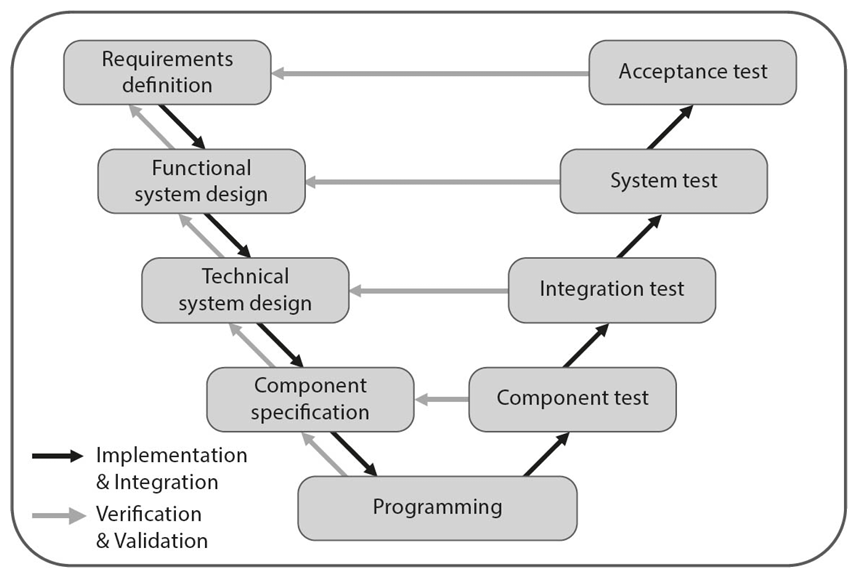 Requirements
definition
Acceptance test
Functional
system design
System test
Technical
system design
Integration test
Component
specification
Component test
Programming
Implementation
& Integration
Verification
& Validation